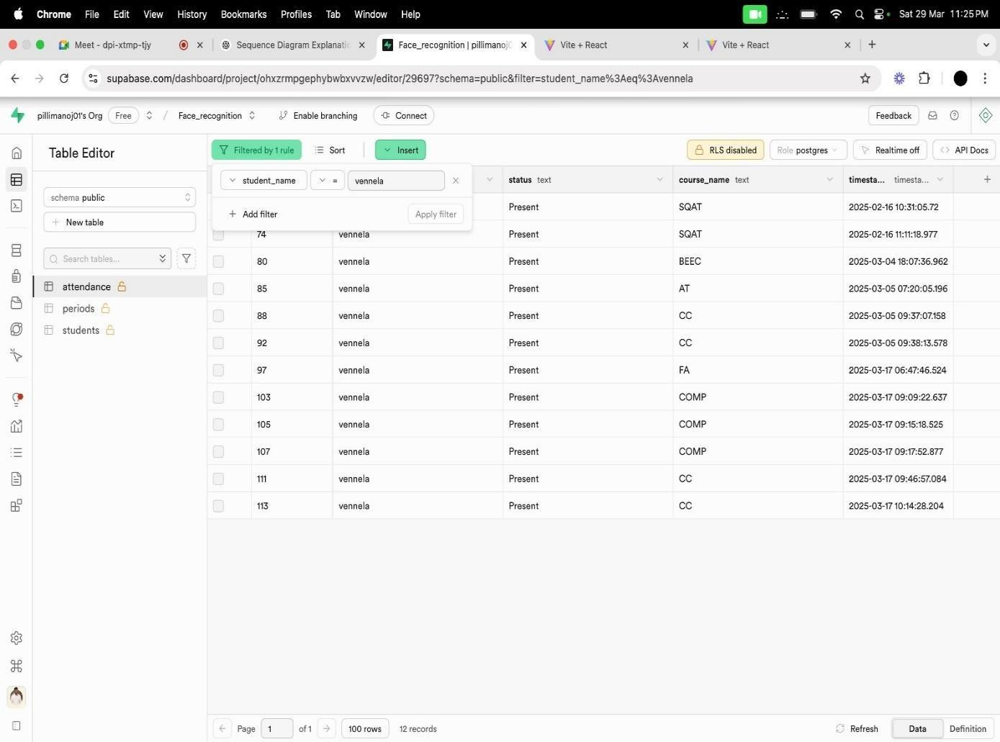 Chrome File Edit View History Bookmarks Profiles Tab Window Help Sat 29 Mar 11:25 PM
Meet - dpi-xtmp-tjy Sequence Diagram Explanatic Face_recognition | pillimanoj0 Vite + React Vite + React
supabase.com/dashboard/project/ohxzrmpgephybwbxvvzw/editor/29697?schema=public&filter=student_name%3Aeq%3Avennela
pillimanoj01's Org Free / Face_recognition Enable branching Connect Feedback
Table Editor
Filtered by 1 rule Sort Insert RLS disabled Role postgres Realtime off API Docs
student_name = vennela
Add filter Apply filter
status text course_name text timesta... timesta...
schema public
New table
Search tables...
attendance
periods
students
Present SQAT 2025-02-16 10:31:05.72
74 vennela Present SQAT 2025-02-16 11:11:18.977
80 vennela Present BEEC 2025-03-04 18:07:36.962
85 vennela Present AT 2025-03-05 07:20:05.196
88 vennela Present CC 2025-03-05 09:37:07.158
92 vennela Present CC 2025-03-05 09:38:13.578
97 vennela Present FA 2025-03-17 06:47:46.524
103 vennela Present COMP 2025-03-17 09:09:22.637
105 vennela Present COMP 2025-03-17 09:15:18.525
107 vennela Present COMP 2025-03-17 09:17:52.877
111 vennela Present CC 2025-03-17 09:46:57.084
113 vennela Present CC 2025-03-17 10:14:28.204
Page 1 of 1 100 rows 12 records Refresh Data Definition